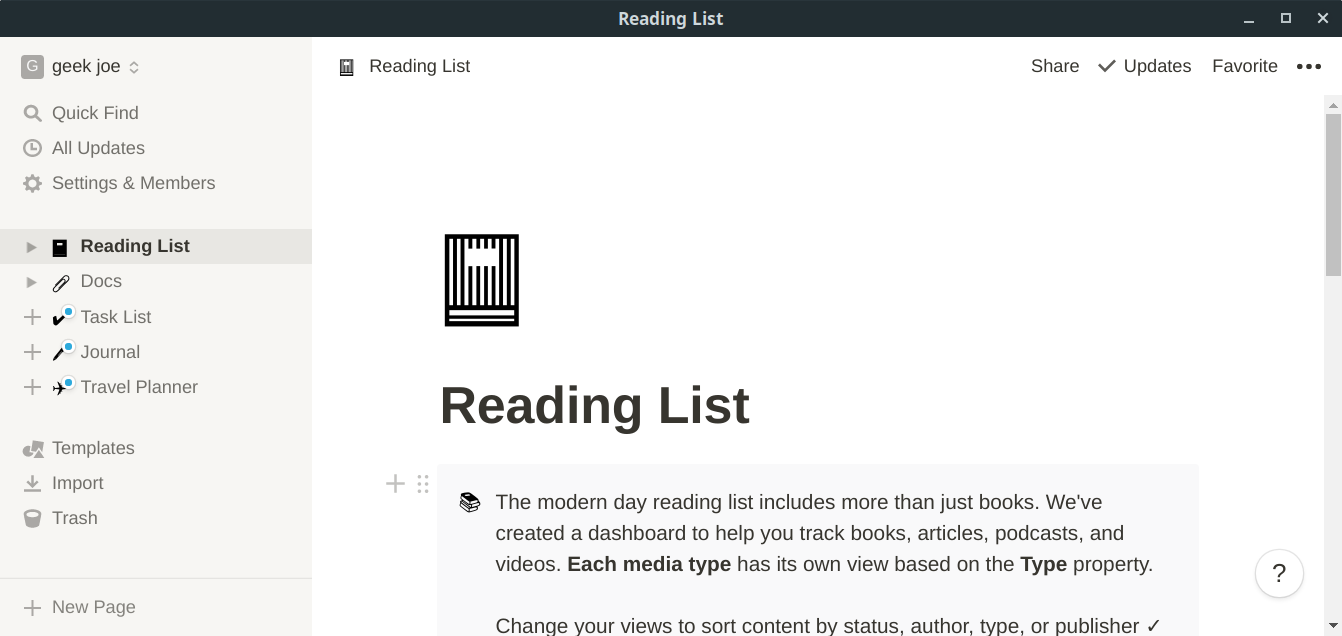 Reading List
G geek joe
Quick Find
All Updates
Settings & Members
Reading List
Docs
Task List
Journal
Travel Planner
Templates
Import
Trash
New Page
Reading List
Share
Updates
Favorite
Reading List
The modern day reading list includes more than just books. We've
created a dashboard to help you track books, articles, podcasts, and
videos. Each media type has its own view based on the Type property.
Change your views to sort content by status, author, type, or publisher ✓
?